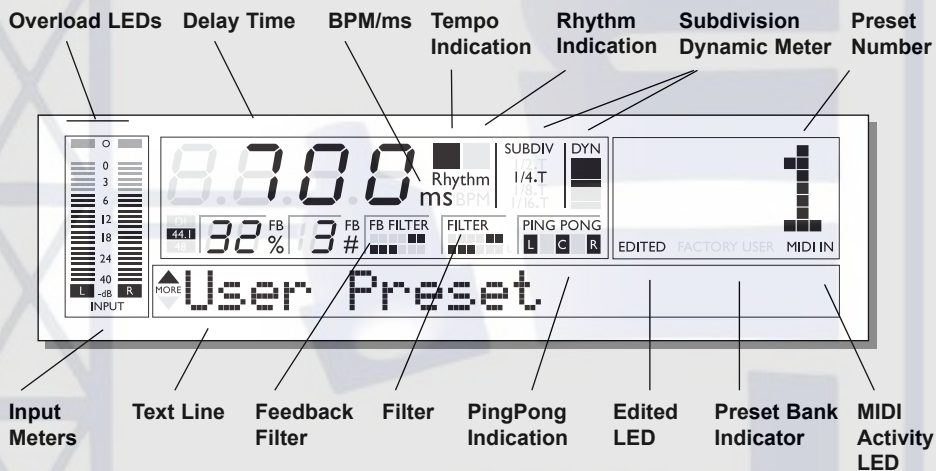 Overload LEDs
Delay Time
BPM/ms
Tempo
Indication
Rhythm
Indication
Subdivision
Dynamic Meter
Preset
Number
O
0
3
6
12
18
24
40
-dB
L R
INPUT
700
ms BPM
Rhythm
SUBDIV
1/2.T
1/4.T
1/8.T
1/16.T
DYN
DI
44.1
48
32 FB %
3 FB #
FB FILTER
FILTER
PING PONG
L C R
1
EDITED FACTORY USER MIDI IN
MORE
User Preset
Input
Meters
Text Line
Feedback
Filter
Filter
PingPong
Indication
Edited
LED
Preset Bank
Indicator
MIDI
Activity
LED